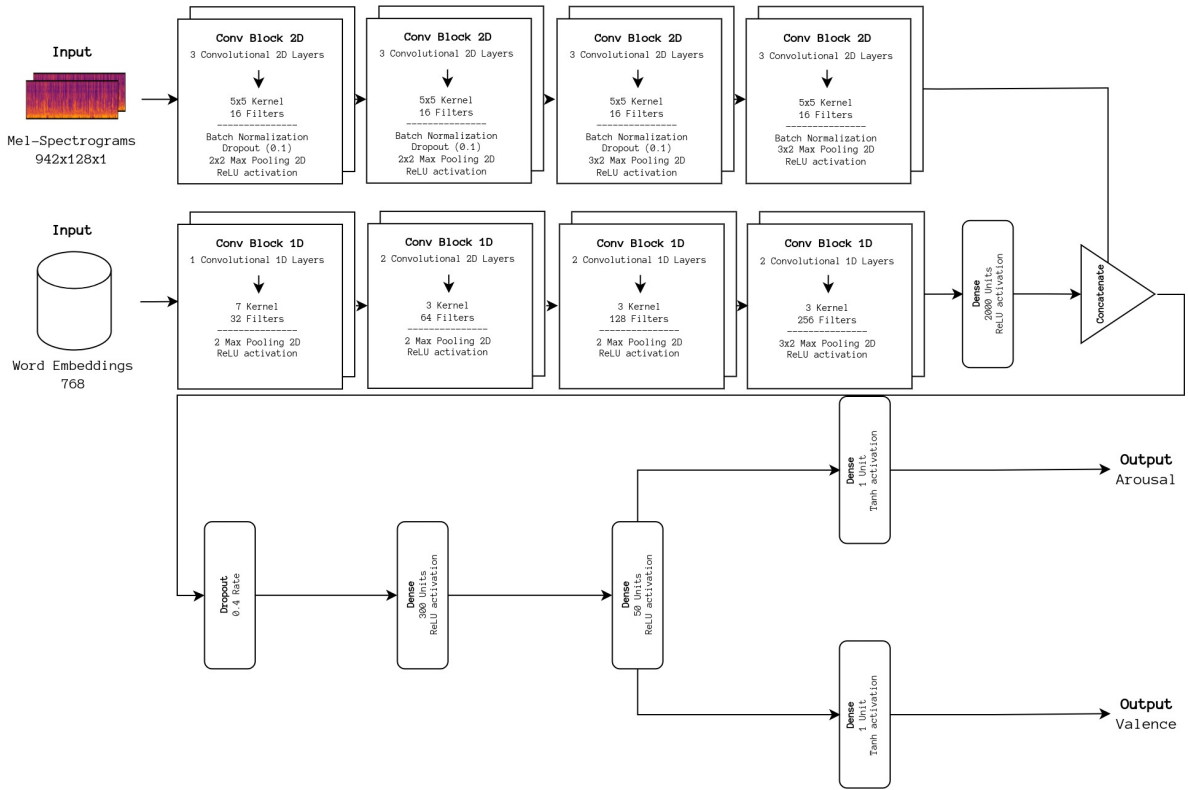 Input
Mel-Spectrograms
942x128x1
Conv Block 2D
3 Convolutional 2D Layers
5x5 Kernel
16 Filters
---------------
Batch Normalization
Dropout (0.1)
2x2 Max Pooling 2D
ReLU activation
Conv Block 2D
3 Convolutional 2D Layers
5x5 Kernel
16 Filters
---------------
Batch Normalization
Dropout (0.1)
2x2 Max Pooling 2D
ReLU activation
Conv Block 2D
3 Convolutional 2D Layers
5x5 Kernel
16 Filters
---------------
Batch Normalization
Dropout (0.1)
3x2 Max Pooling 2D
ReLU activation
Conv Block 2D
3 Convolutional 2D Layers
5x5 Kernel
16 Filters
---------------
Batch Normalization
3x2 Max Pooling 2D
ReLU activation
Input
Word Embeddings
768
Conv Block 1D
1 Convolutional 1D Layers
7 Kernel
32 Filters
---------------
2 Max Pooling 2D
ReLU activation
Conv Block 1D
2 Convolutional 2D Layers
3 Kernel
64 Filters
---------------
2 Max Pooling 2D
ReLU activation
Conv Block 1D
2 Convolutional 1D Layers
3 Kernel
128 Filters
---------------
2 Max Pooling 2D
ReLU activation
Conv Block 1D
2 Convolutional 1D Layers
3 Kernel
256 Filters
---------------
3x2 Max Pooling 2D
ReLU activation
Dense
2000 Units
ReLU activation
Concatenate
Dropout
0.4 Rate
Dense
300 Units
ReLU activation
Dense
50 Units
ReLU activation
Dense
1 Unit
Tanh activation
Output
Arousal
Dense
1 Unit
Tanh activation
Output
Valence